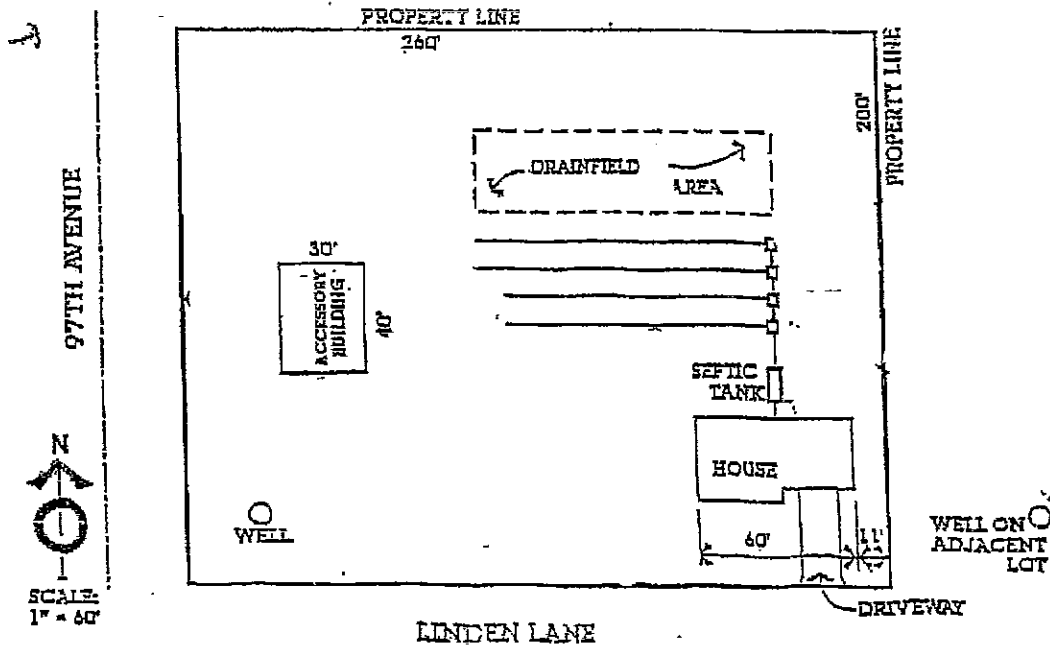 PROPERTY LINE
260'
PROPERTY LINE
200'
97TH AVENUE
DRAINFIELD
AREA
30'
ACCESSORY
BUILDING
40'
SEPTIC
TANK
HOUSE
N
WELL
60'
11'
WELL ON
ADJACENT
LOT
SCALE:
1" = 60'
DRIVEWAY
LINDEN LANE